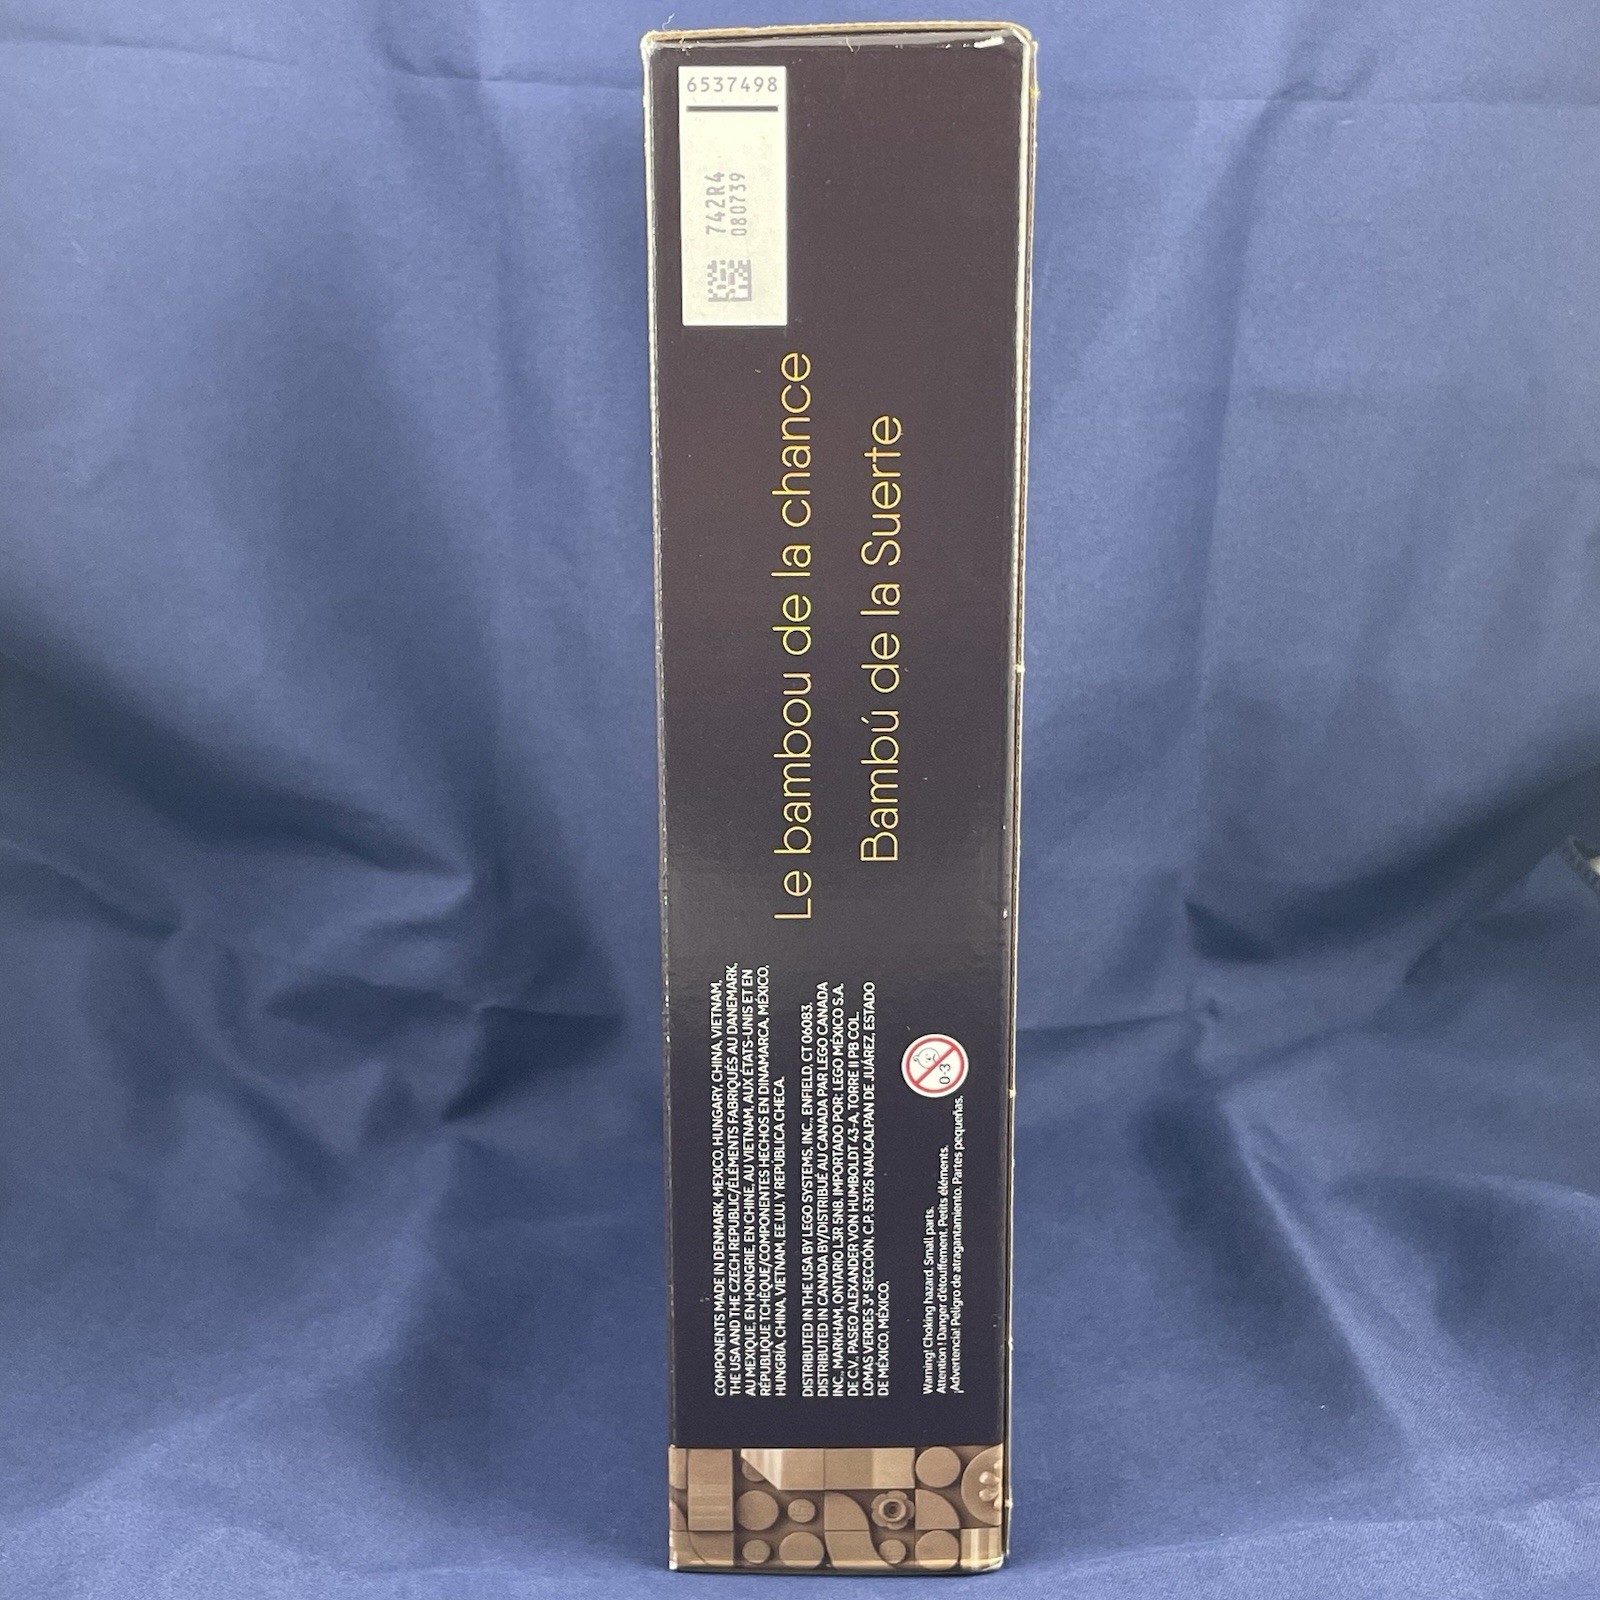 6537498
742R4
080739
Le bambou de la chance
Bambú de la Suerte
COMPONENTS MADE IN DENMARK, MEXICO, HUNGARY, CHINA, VIETNAM,
THE USA AND THE CZECH REPUBLIC/ÉLÉMENTS FABRIQUÉS AU DANEMARK,
AU MEXIQUE, EN HONGRIE, EN CHINE, AU VIETNAM, AUX ÉTATS-UNIS ET EN
RÉPUBLIQUE TCHÈQUE/COMPONENTES HECHOS EN DINAMARCA, MÉXICO,
HUNGRÍA, CHINA, VIETNAM, EE.UU. Y REPÚBLICA CHECA.
DISTRIBUTED IN THE USA BY LEGO SYSTEMS, INC., ENFIELD, CT 06083.
DISTRIBUTED IN CANADA BY/DISTRIBUÉ AU CANADA PAR LEGO CANADA
INC., MARKHAM, ONTARIO L3R 5N8. IMPORTADO POR: LEGO MÉXICO S.A.
DE C.V. PASEO ALEXANDER VON HUMBOLDT 43-A, TORRE II PB COL.
LOMAS VERDES 3ª SECCIÓN, C.P. 53125 NAUCALPAN DE JUÁREZ, ESTADO
DE MÉXICO, MÉXICO.
Warning! Choking hazard. Small parts.
Attention ! Danger d'étouffement. Petits éléments.
¡Advertencia! Peligro de atragantamiento. Partes pequeñas.
0-3